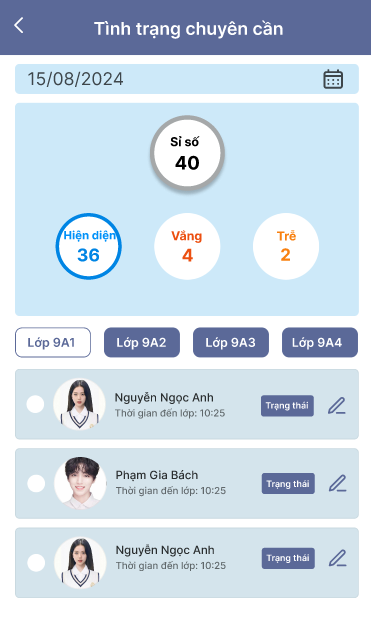 Tình trạng chuyên cần
15/08/2024
Sỉ số
40
Hiện diện
36
Vắng
4
Trễ
2
Lớp 9A1
Lớp 9A2
Lớp 9A3
Lớp 9A4
Nguyễn Ngọc Anh
Thời gian đến lớp: 10:25
Trạng thái
Phạm Gia Bách
Thời gian đến lớp: 10:25
Trạng thái
Nguyễn Ngọc Anh
Thời gian đến lớp: 10:25
Trạng thái